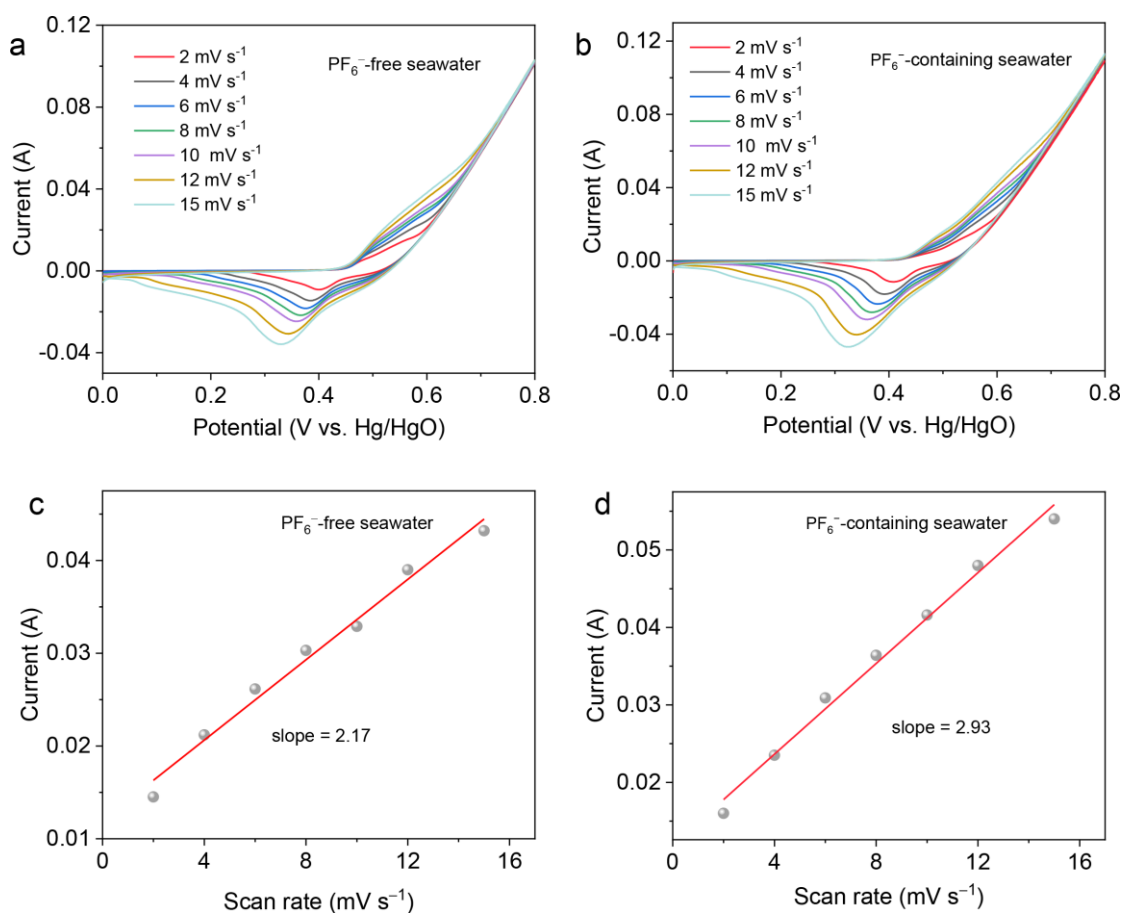 a
0.12
0.08
0.04
0.00
-0.04
Current (A)
2 mV s⁻¹
4 mV s⁻¹
6 mV s⁻¹
8 mV s⁻¹
10 mV s⁻¹
12 mV s⁻¹
15 mV s⁻¹
PF₆⁻-free seawater
0.0 0.2 0.4 0.6 0.8
Potential (V vs. Hg/HgO)
b
0.12
0.08
0.04
0.00
-0.04
Current (A)
2 mV s⁻¹
4 mV s⁻¹
6 mV s⁻¹
8 mV s⁻¹
10 mV s⁻¹
12 mV s⁻¹
15 mV s⁻¹
PF₆⁻-containing seawater
0.0 0.2 0.4 0.6 0.8
Potential (V vs. Hg/HgO)
c
0.04
0.03
0.02
0.01
Current (A)
PF₆⁻-free seawater
slope = 2.17
0 4 8 12 16
Scan rate (mV s⁻¹)
d
0.05
0.04
0.03
0.02
Current (A)
PF₆⁻-containing seawater
slope = 2.93
0 4 8 12 16
Scan rate (mV s⁻¹)